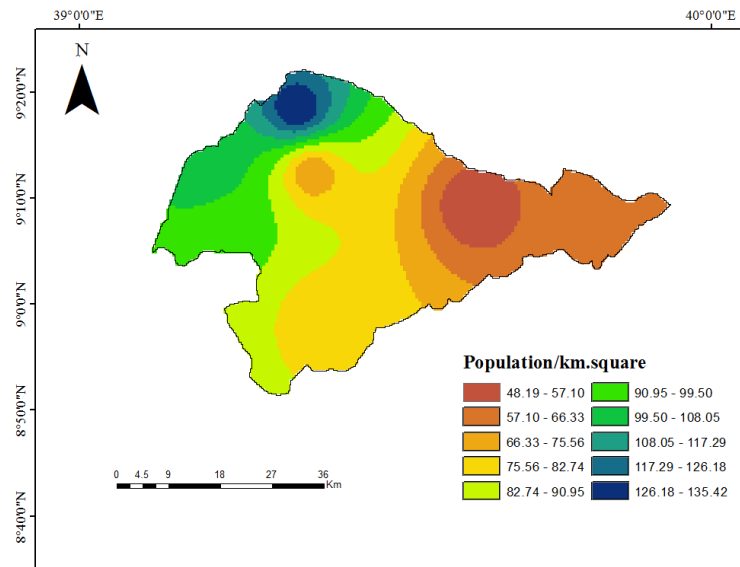 39°0'0"E 40°0'0"E
N
9°20'0"N
9°10'0"N
9°0'0"N
8°50'0"N
8°40'0"N
Population/km.square
48.19 - 57.10 90.95 - 99.50
57.10 - 66.33 99.50 - 108.05
66.33 - 75.56 108.05 - 117.29
75.56 - 82.74 117.29 - 126.18
82.74 - 90.95 126.18 - 135.42
0 4.5 9 18 27 36
Km